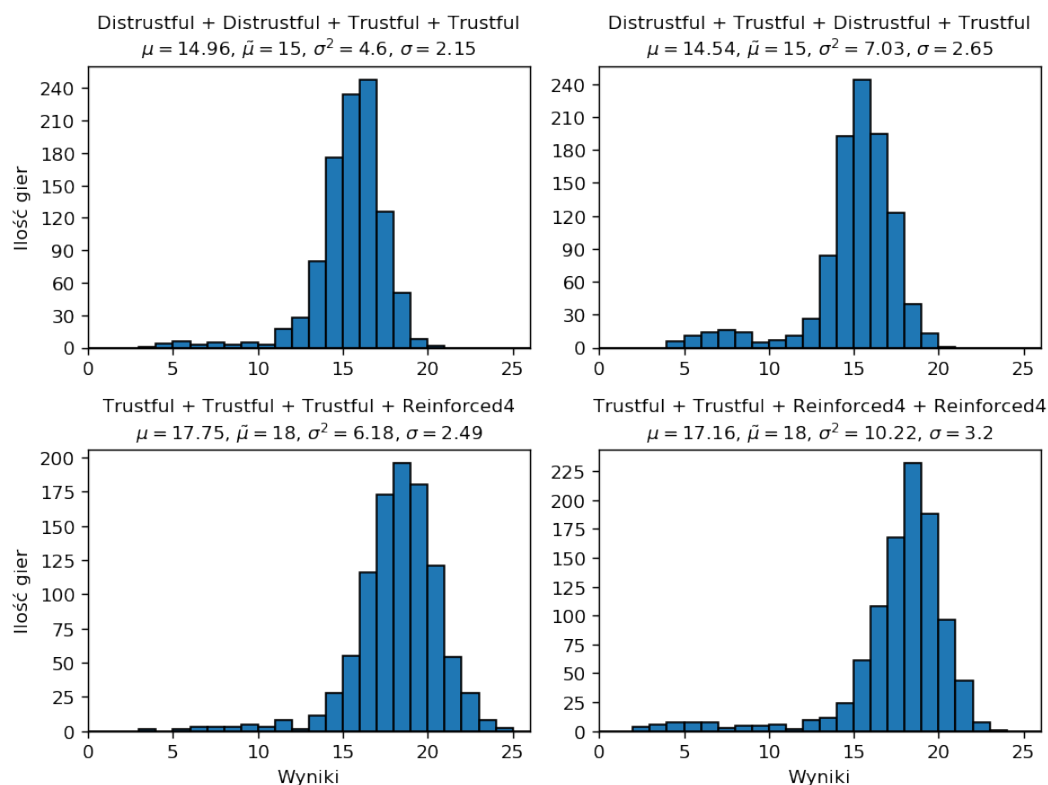 Distrustful + Distrustful + Trustful + Trustful
μ = 14.96, μ̃ = 15, σ² = 4.6, σ = 2.15
240
210
180
150
120
90
60
30
0
Ilość gier
0 5 10 15 20 25
Distrustful + Trustful + Distrustful + Trustful
μ = 14.54, μ̃ = 15, σ² = 7.03, σ = 2.65
240
210
180
150
120
90
60
30
0
0 5 10 15 20 25
Trustful + Trustful + Trustful + Reinforced4
μ = 17.75, μ̃ = 18, σ² = 6.18, σ = 2.49
200
175
150
125
100
75
50
25
0
Ilość gier
0 5 10 15 20 25
Wyniki
Trustful + Trustful + Reinforced4 + Reinforced4
μ = 17.16, μ̃ = 18, σ² = 10.22, σ = 3.2
225
200
175
150
125
100
75
50
25
0
0 5 10 15 20 25
Wyniki